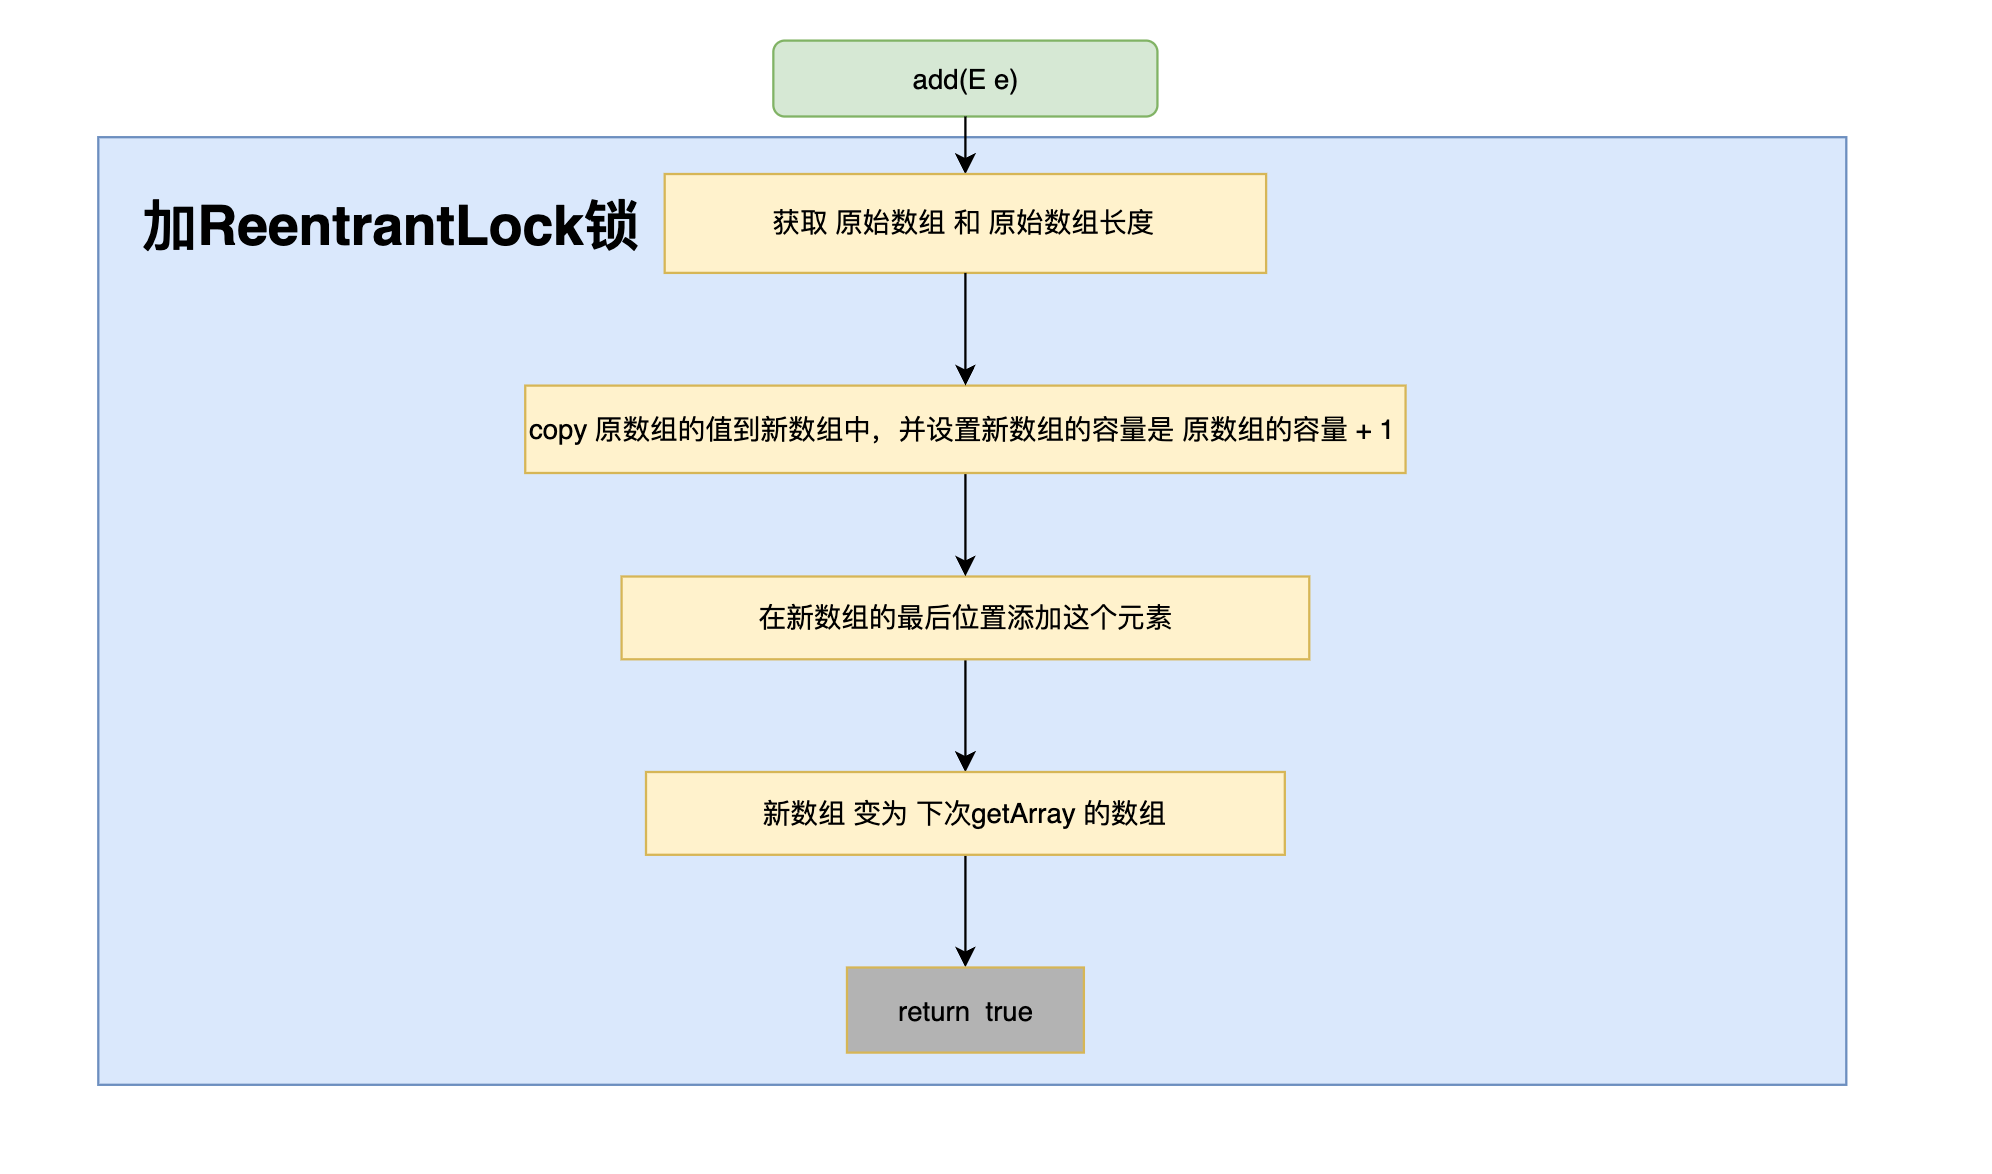 add(E e)
加ReentrantLock锁
获取 原始数组 和 原始数组长度
copy 原数组的值到新数组中，并设置新数组的容量是 原数组的容量 + 1
在新数组的最后位置添加这个元素
新数组 变为 下次getArray 的数组
return  true